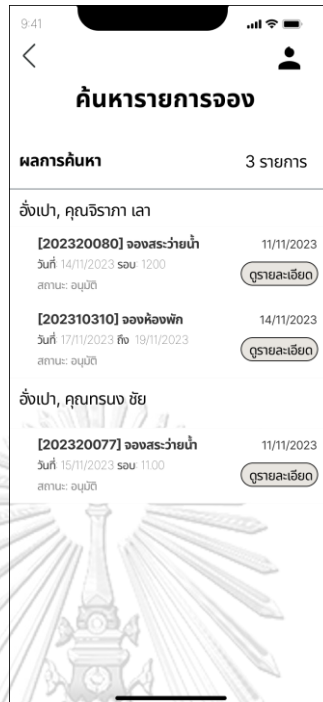 9:41
ค้นหารายการจอง
ผลการค้นหา 3 รายการ
อั่งเปา, คุณจิราภา เลา
[202320080] จองสระว่ายน้ำ 11/11/2023
วันที่: 14/11/2023 รอบ: 1200
ดูรายละเอียด
สถานะ: อนุมัติ
[202310310] จองห้องพัก 14/11/2023
วันที่: 17/11/2023 ถึง 19/11/2023
ดูรายละเอียด
สถานะ: อนุมัติ
อั่งเปา, คุณทรนง ชัย
[202320077] จองสระว่ายน้ำ 11/11/2023
วันที่: 15/11/2023 รอบ: 11.00
ดูรายละเอียด
สถานะ: อนุมัติ